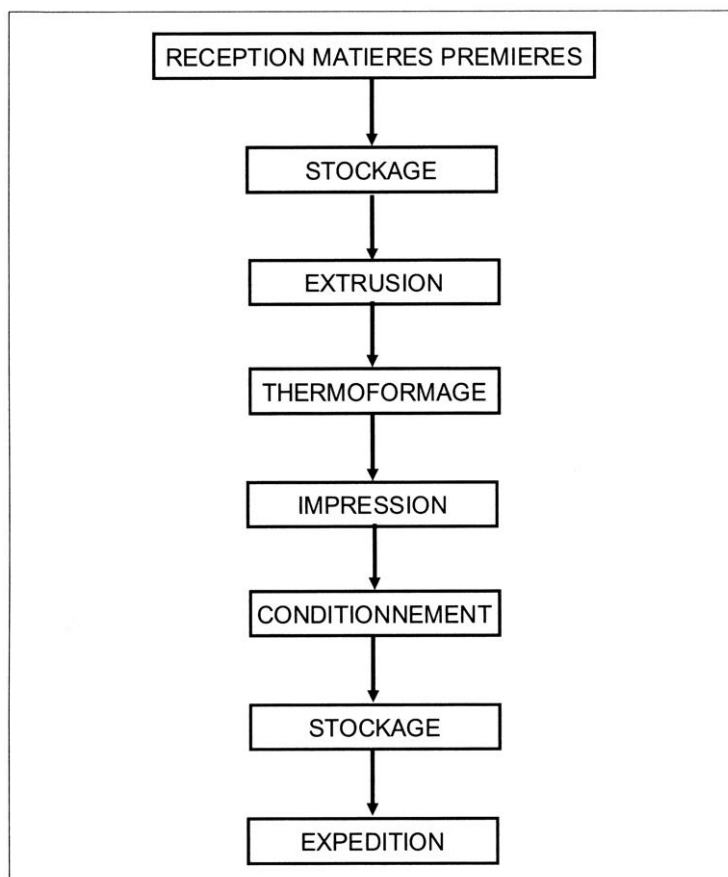 RECEPTION MATIERES PREMIERES
STOCKAGE
EXTRUSION
THERMOFORMAGE
IMPRESSION
CONDITIONNEMENT
STOCKAGE
EXPEDITION